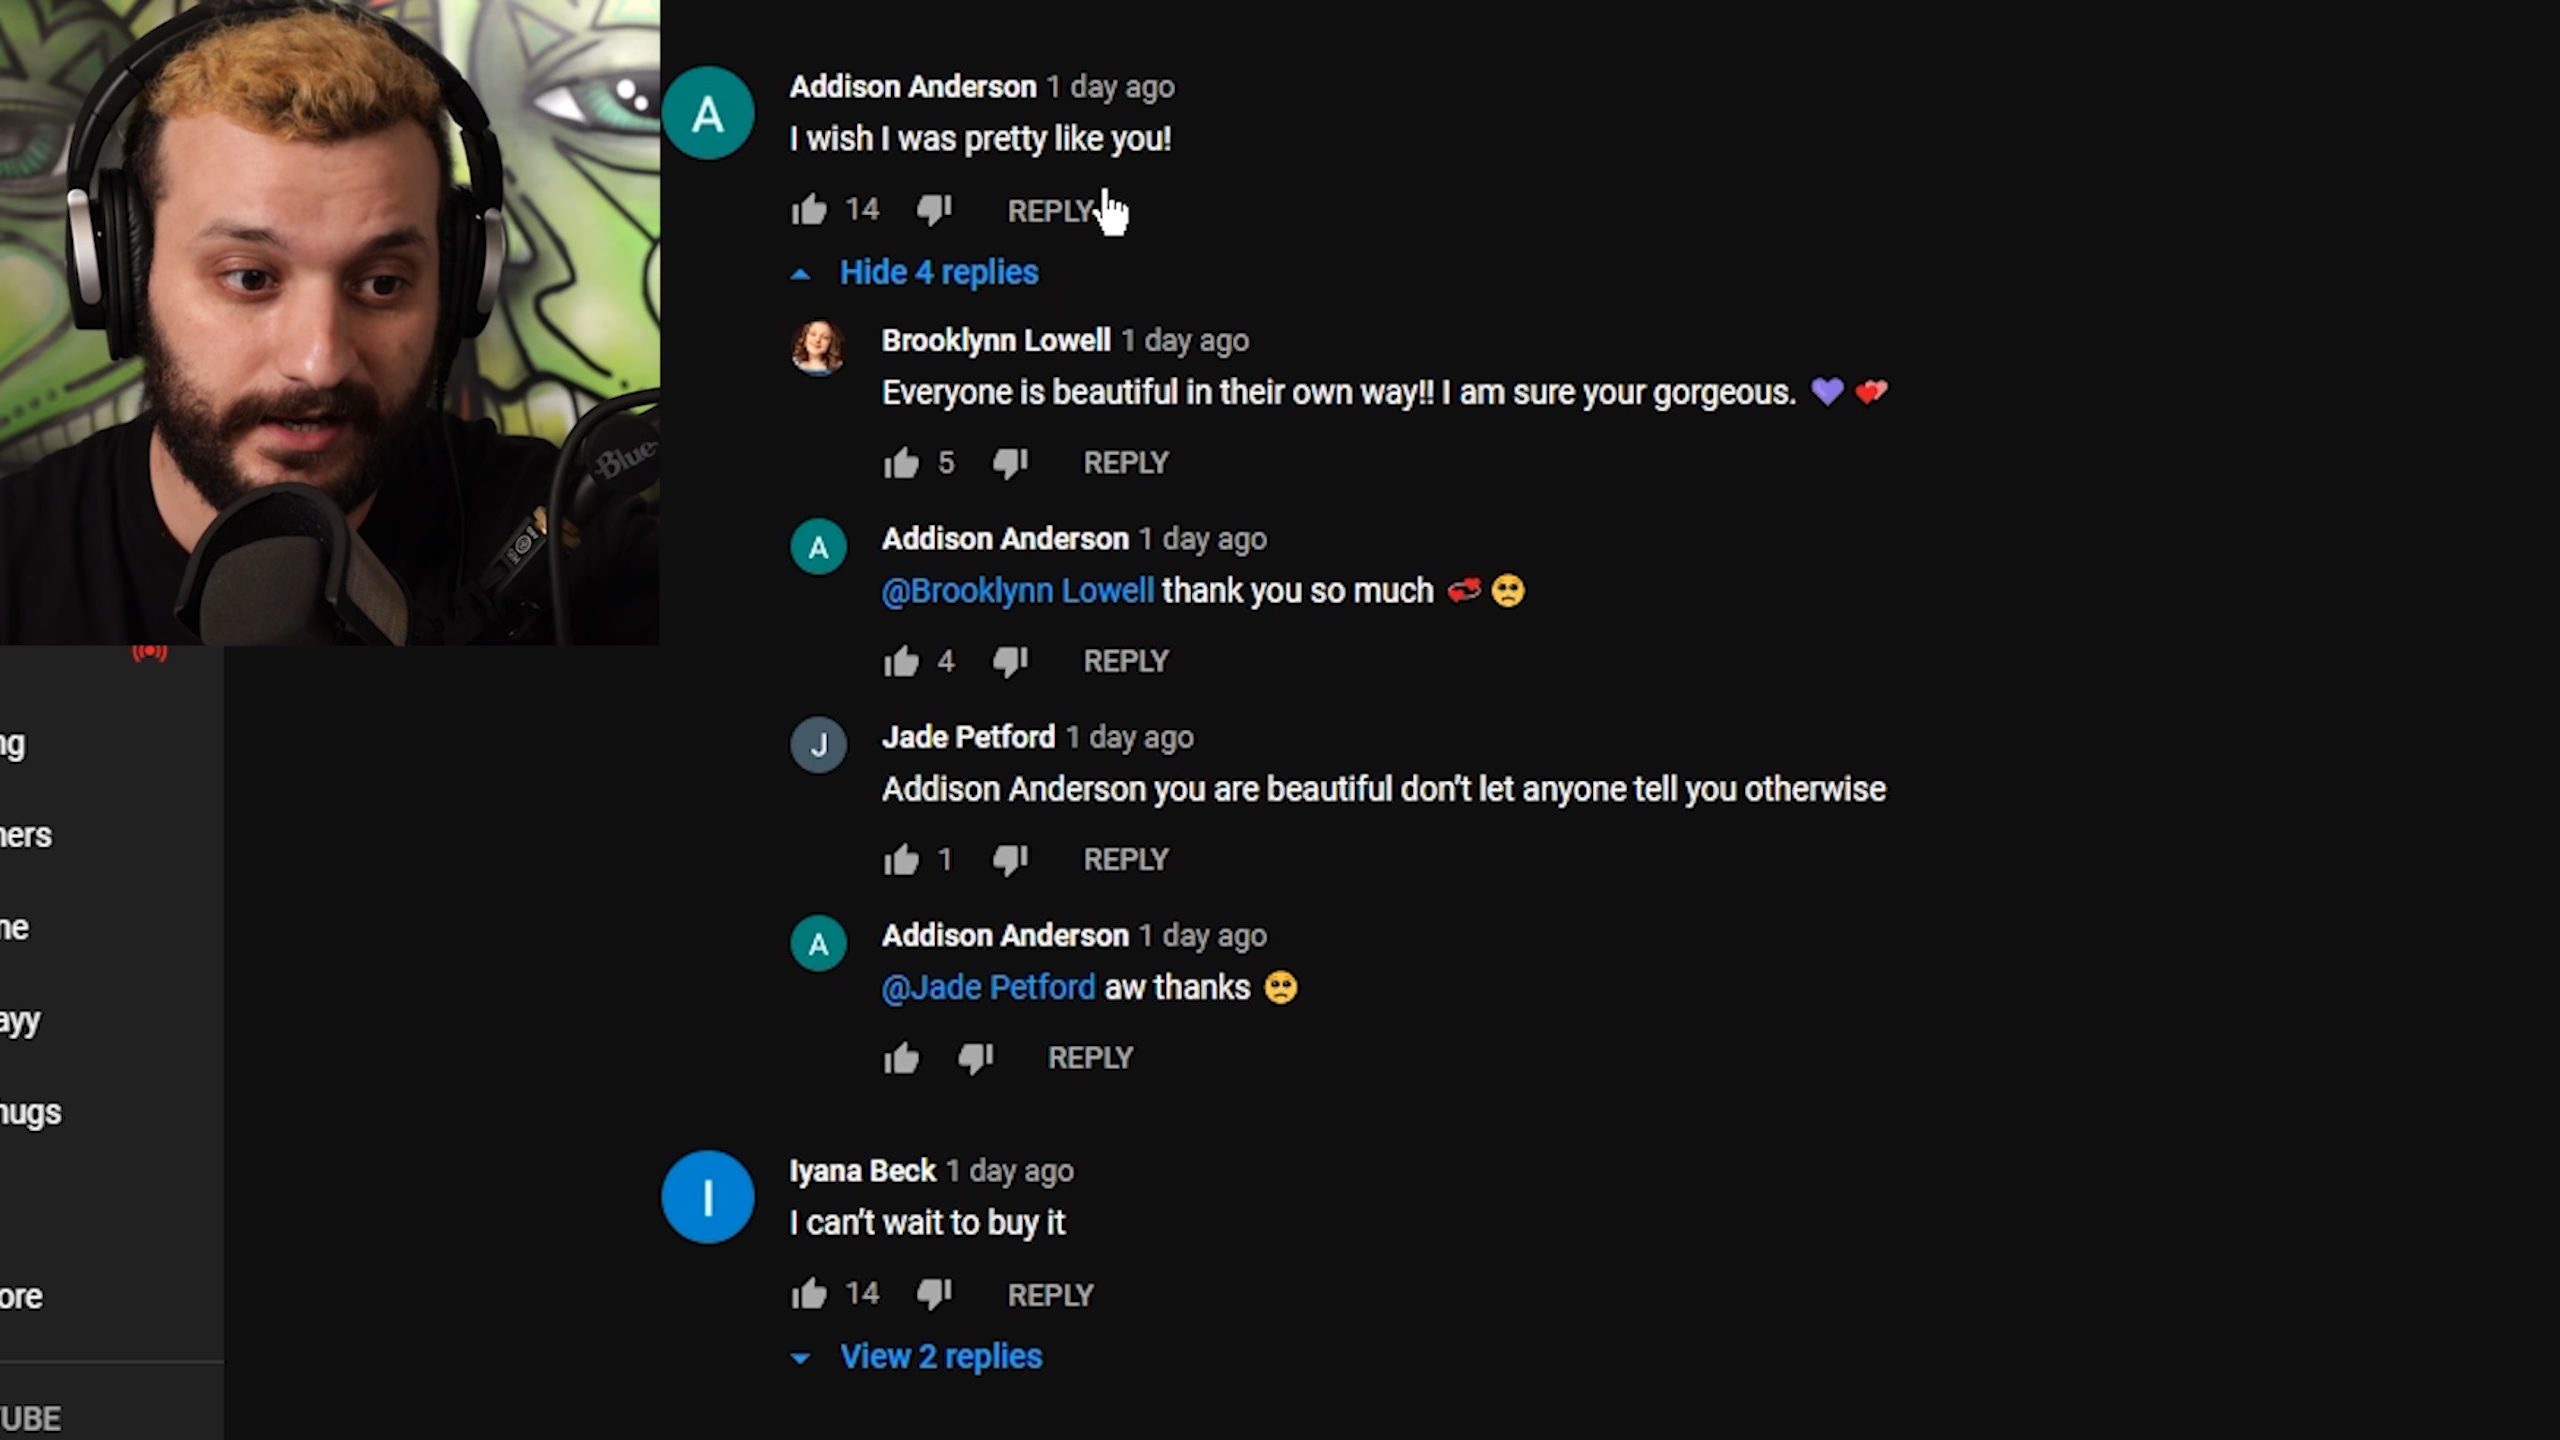 Addison Anderson 1 day ago
A
I wish I was pretty like you!
14 REPLY
Hide 4 replies
Brooklynn Lowell 1 day ago
Everyone is beautiful in their own way!! I am sure your gorgeous. 💜 💕
5 REPLY
A
Addison Anderson 1 day ago
@Brooklynn Lowell thank you so much 💞 🥺
4 REPLY
J
Jade Petford 1 day ago
Addison Anderson you are beautiful don't let anyone tell you otherwise
1 REPLY
A
Addison Anderson 1 day ago
@Jade Petford aw thanks 🥺
REPLY
I
Iyana Beck 1 day ago
I can't wait to buy it
14 REPLY
View 2 replies
Blue
ng
ners
ne
ayy
hugs
ore
UBE